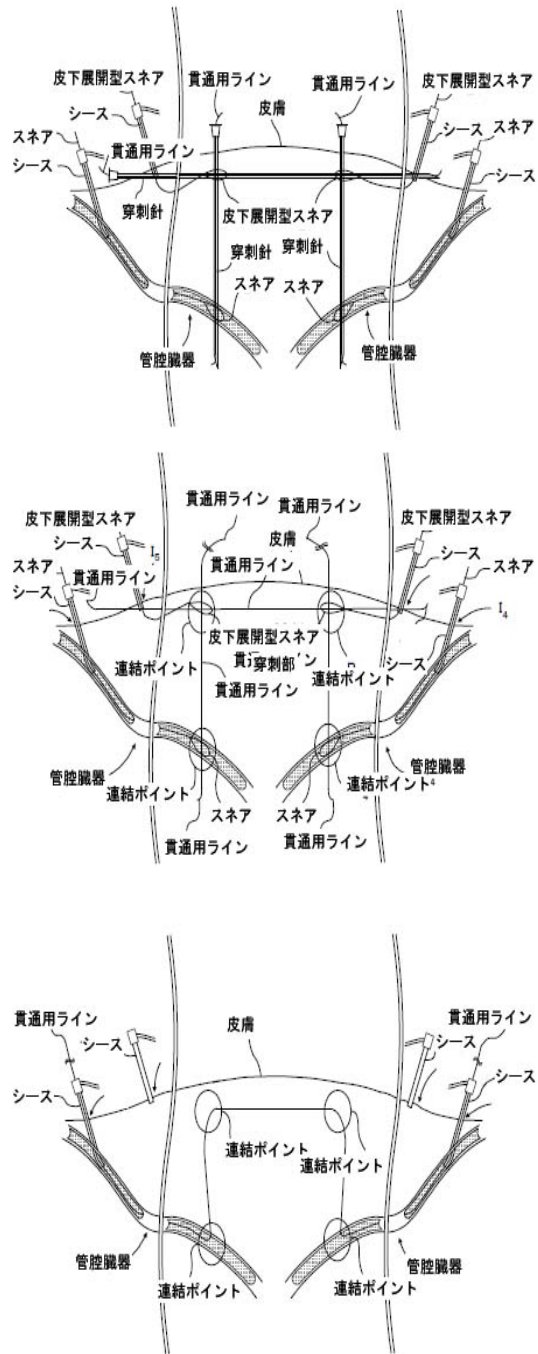 貫通用ライン
貫通用ライン
皮下展開型スネア
皮下展開型スネア
皮膚
シース
シース
スネア
スネア
貫通用ライン
シース
シース
皮下展開型スネア
穿刺針
穿刺針
スネア
スネア
管腔臓器
管腔臓器
貫通用ライン
貫通用ライン
皮下展開型スネア
皮下展開型スネア
皮膚
シース
I5
貫通用ライン
シース
スネア
スネア
シース
貫通用ライン
I4
皮下展開型スネア
連結ポイント
穿刺部
連結ポイント
シース
貫通用ライン
管腔臓器
管腔臓器
連結ポイント
連結ポイント4
スネア
スネア
貫通用ライン
貫通用ライン
貫通用ライン
貫通用ライン
シース
皮膚
シース
シース
シース
連結ポイント
連結ポイント
管腔臓器
管腔臓器
連結ポイント
連結ポイント